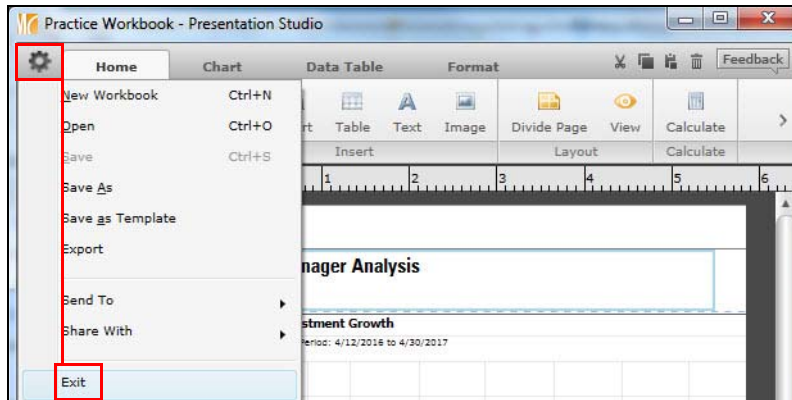 Practice Workbook - Presentation Studio
Home Chart Data Table Format Feedback
New Workbook Ctrl+N
Open Ctrl+O
Save Ctrl+S
Save As
Save as Template
Export
Send To
Share With
Exit
rt Table Text Image Divide Page View Calculate
Insert Layout Calculate
1 2 3 4 5 6
nager Analysis
stment Growth
Period: 4/12/2016 to 4/30/2017